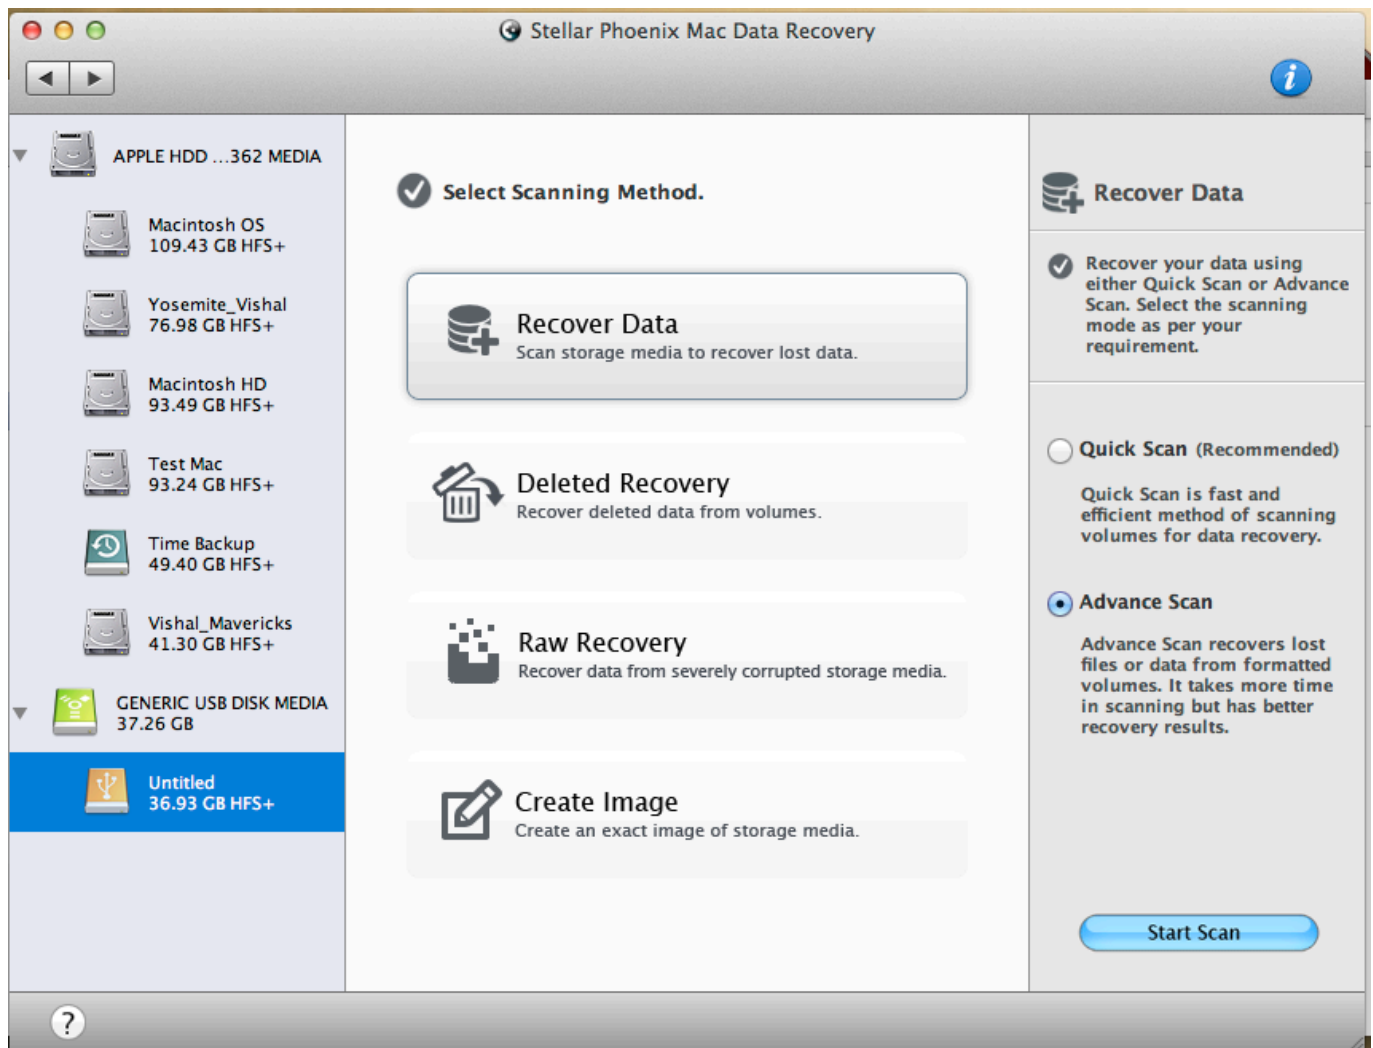 Stellar Phoenix Mac Data Recovery
APPLE HDD ...362 MEDIA
Macintosh OS
109.43 GB HFS+
Yosemite_Vishal
76.98 GB HFS+
Macintosh HD
93.49 GB HFS+
Test Mac
93.24 GB HFS+
Time Backup
49.40 GB HFS+
Vishal_Mavericks
41.30 GB HFS+
GENERIC USB DISK MEDIA
37.26 GB
Untitled
36.93 GB HFS+
Select Scanning Method.
Recover Data
Scan storage media to recover lost data.
Deleted Recovery
Recover deleted data from volumes.
Raw Recovery
Recover data from severely corrupted storage media.
Create Image
Create an exact image of storage media.
Recover Data
Recover your data using
either Quick Scan or Advance
Scan. Select the scanning
mode as per your
requirement.
Quick Scan (Recommended)
Quick Scan is fast and
efficient method of scanning
volumes for data recovery.
Advance Scan
Advance Scan recovers lost
files or data from formatted
volumes. It takes more time
in scanning but has better
recovery results.
Start Scan
?